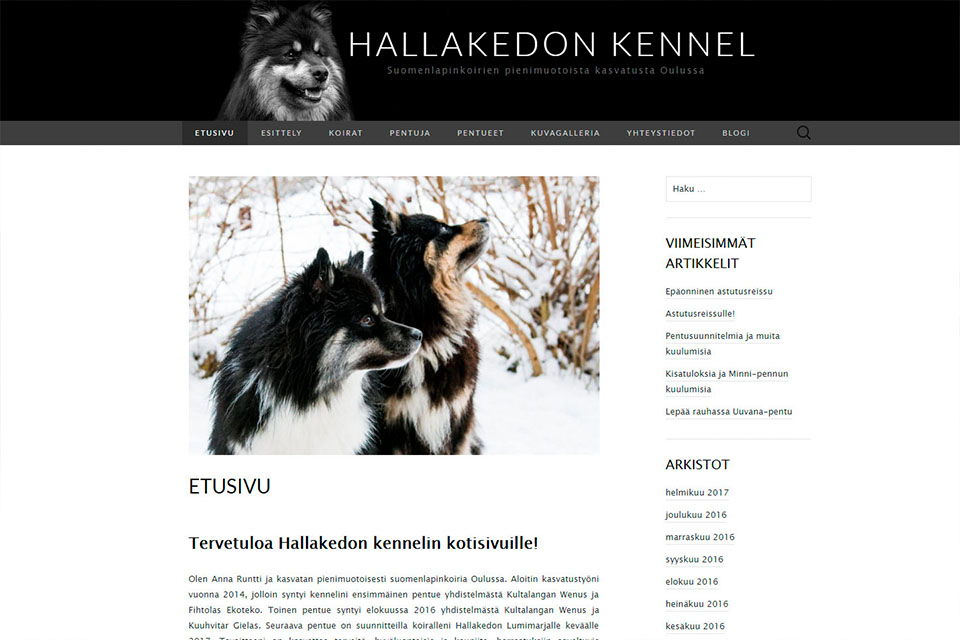 HALLAKEDON KENNEL
Suomenlapinkoirien pienimuotoista kasvatusta Oulussa
ETUSIVU ESITTELY KOIRAT PENTUJA PENTUEET KUVAGALLERIA YHTEYSTIEDOT BLOGI
ETUSIVU
Tervetuloa Hallakedon kennelin kotisivuille!
Olen Anna Runtti ja kasvatan pienimuotoisesti suomenlapinkoiria Oulussa. Aloitin kasvatustyöni
vuonna 2014, jolloin syntyi kennelini ensimmäinen pentue yhdistelmästä Kultalangan Wenus ja
Fihtolas Ekoteko. Toinen pentue syntyi elokuussa 2016 yhdistelmästä Kultalangan Wenus ja
Kuuhvitar Gielas. Seuraava pentue on suunnitteilla koiralleni Hallakedon Lumimarjalle keväälle
Haku ...
VIIMEISIMMÄT
ARTIKKELIT
Epäonninen astutusreissu
Astutusreissulle!
Pentusuunnitelmia ja muita
kuulumisia
Kisatuloksia ja Minni-pennun
kuulumisia
Lepää rauhassa Uuvana-pentu
ARKISTOT
helmikuu 2017
joulukuu 2016
marraskuu 2016
syyskuu 2016
elokuu 2016
heinäkuu 2016
kesäkuu 2016